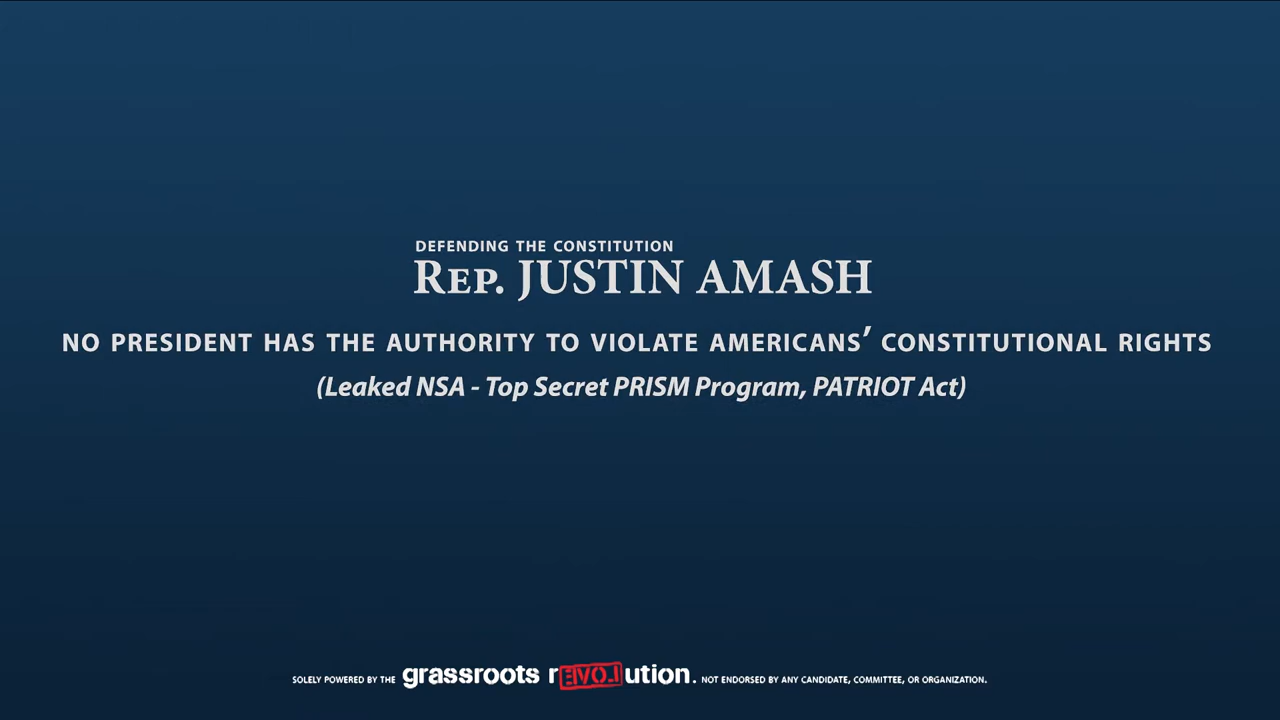 DEFENDING THE CONSTITUTION
REP. JUSTIN AMASH
NO PRESIDENT HAS THE AUTHORITY TO VIOLATE AMERICANS' CONSTITUTIONAL RIGHTS
(Leaked NSA - Top Secret PRISM Program, PATRIOT Act)
SOLELY POWERED BY THE grassroots rEVOLution. NOT ENDORSED BY ANY CANDIDATE, COMMITTEE, OR ORGANIZATION.